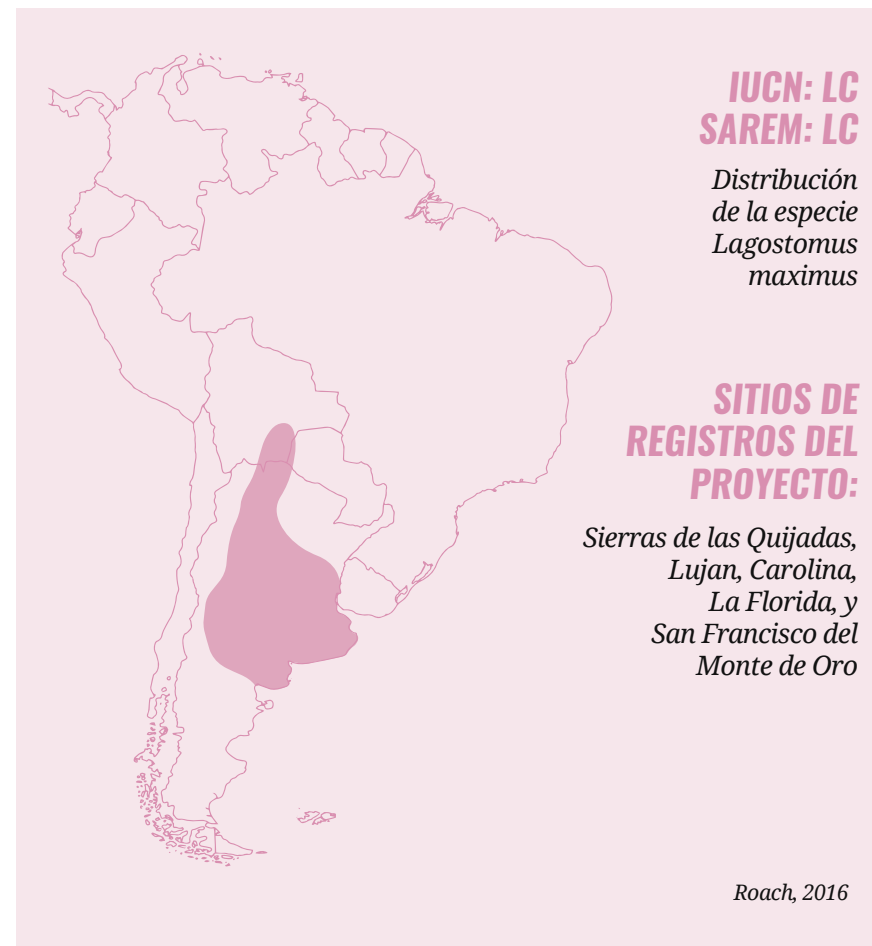 IUCN: LC
SAREM: LC
Distribución
de la especie
Lagostomus
maximus
SITIOS DE
REGISTROS DEL
PROYECTO:
Sierras de las Quijadas,
Lujan, Carolina,
La Florida, y
San Francisco del
Monte de Oro
Roach, 2016